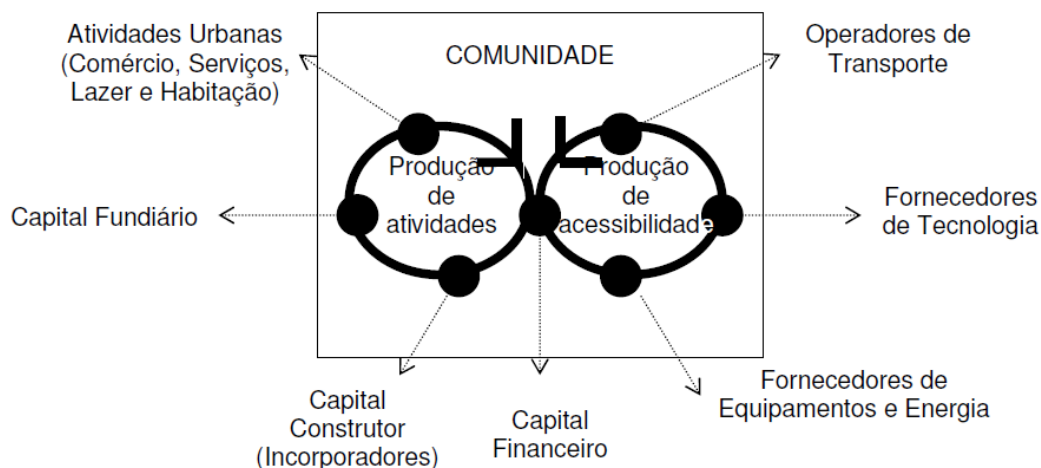 Atividades Urbanas
(Comércio, Serviços,
Lazer e Habitação)
COMUNIDADE
Operadores de
Transporte
Produção
de
atividades
Produção
de
acessibilidade
Capital Fundiário
Fornecedores
de Tecnologia
Capital
Construtor
(Incorporadores)
Capital
Financeiro
Fornecedores de
Equipamentos e Energia